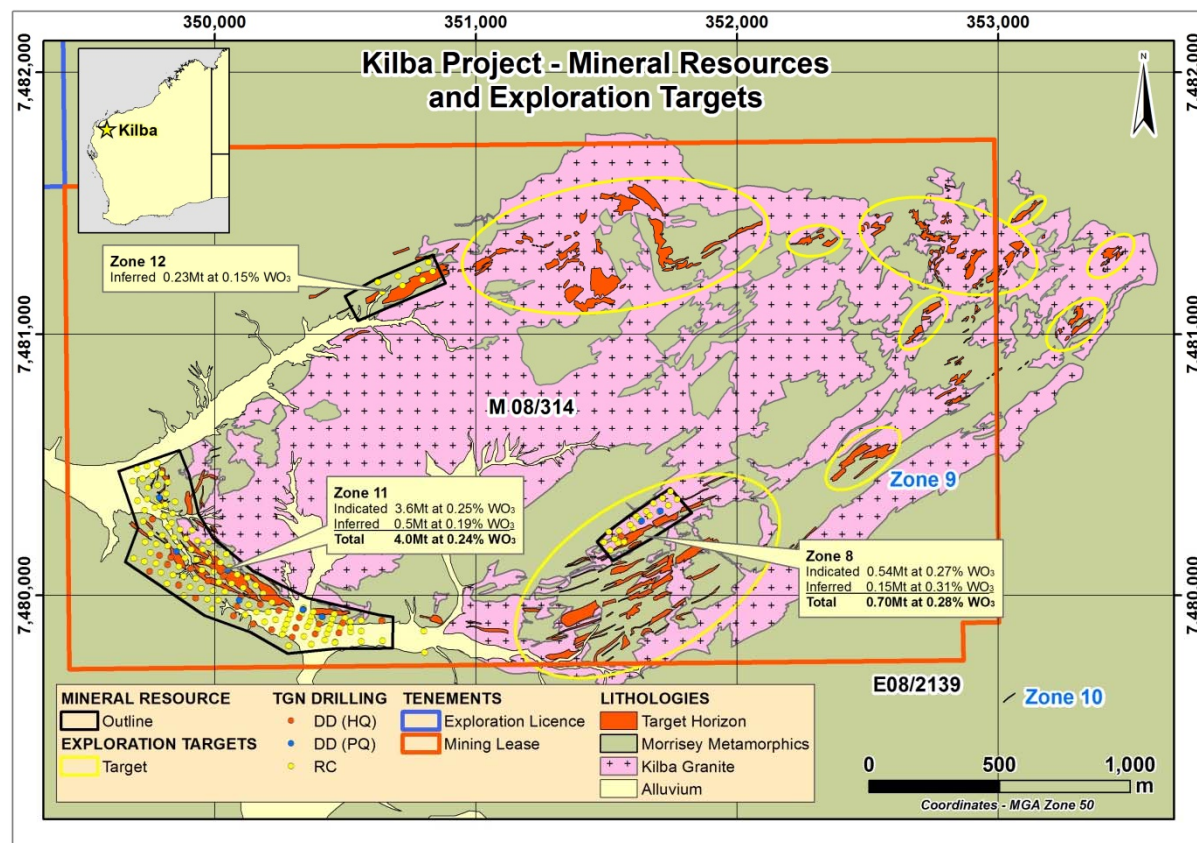 350,000 351,000 352,000 353,000
7,482,000 7,482,000
Kilba Project - Mineral Resources
and Exploration Targets
N
Kilba
Zone 12
Inferred 0.23Mt at 0.15% WO₃
7,481,000 7,481,000
M 08/314
Zone 11
Indicated 3.6Mt at 0.25% WO₃
Inferred 0.5Mt at 0.19% WO₃
Total 4.0Mt at 0.24% WO₃
Zone 9
Zone 8
Indicated 0.54Mt at 0.27% WO₃
Inferred 0.15Mt at 0.31% WO₃
Total 0.70Mt at 0.28% WO₃
7,480,000 7,480,000
E08/2139
Zone 10
MINERAL RESOURCE
Outline
EXPLORATION TARGETS
Target
TGN DRILLING
DD (HQ)
DD (PQ)
RC
TENEMENTS
Exploration Licence
Mining Lease
LITHOLOGIES
Target Horizon
Morrisey Metamorphics
Kilba Granite
Alluvium
0 500 1,000
m
Coordinates - MGA Zone 50